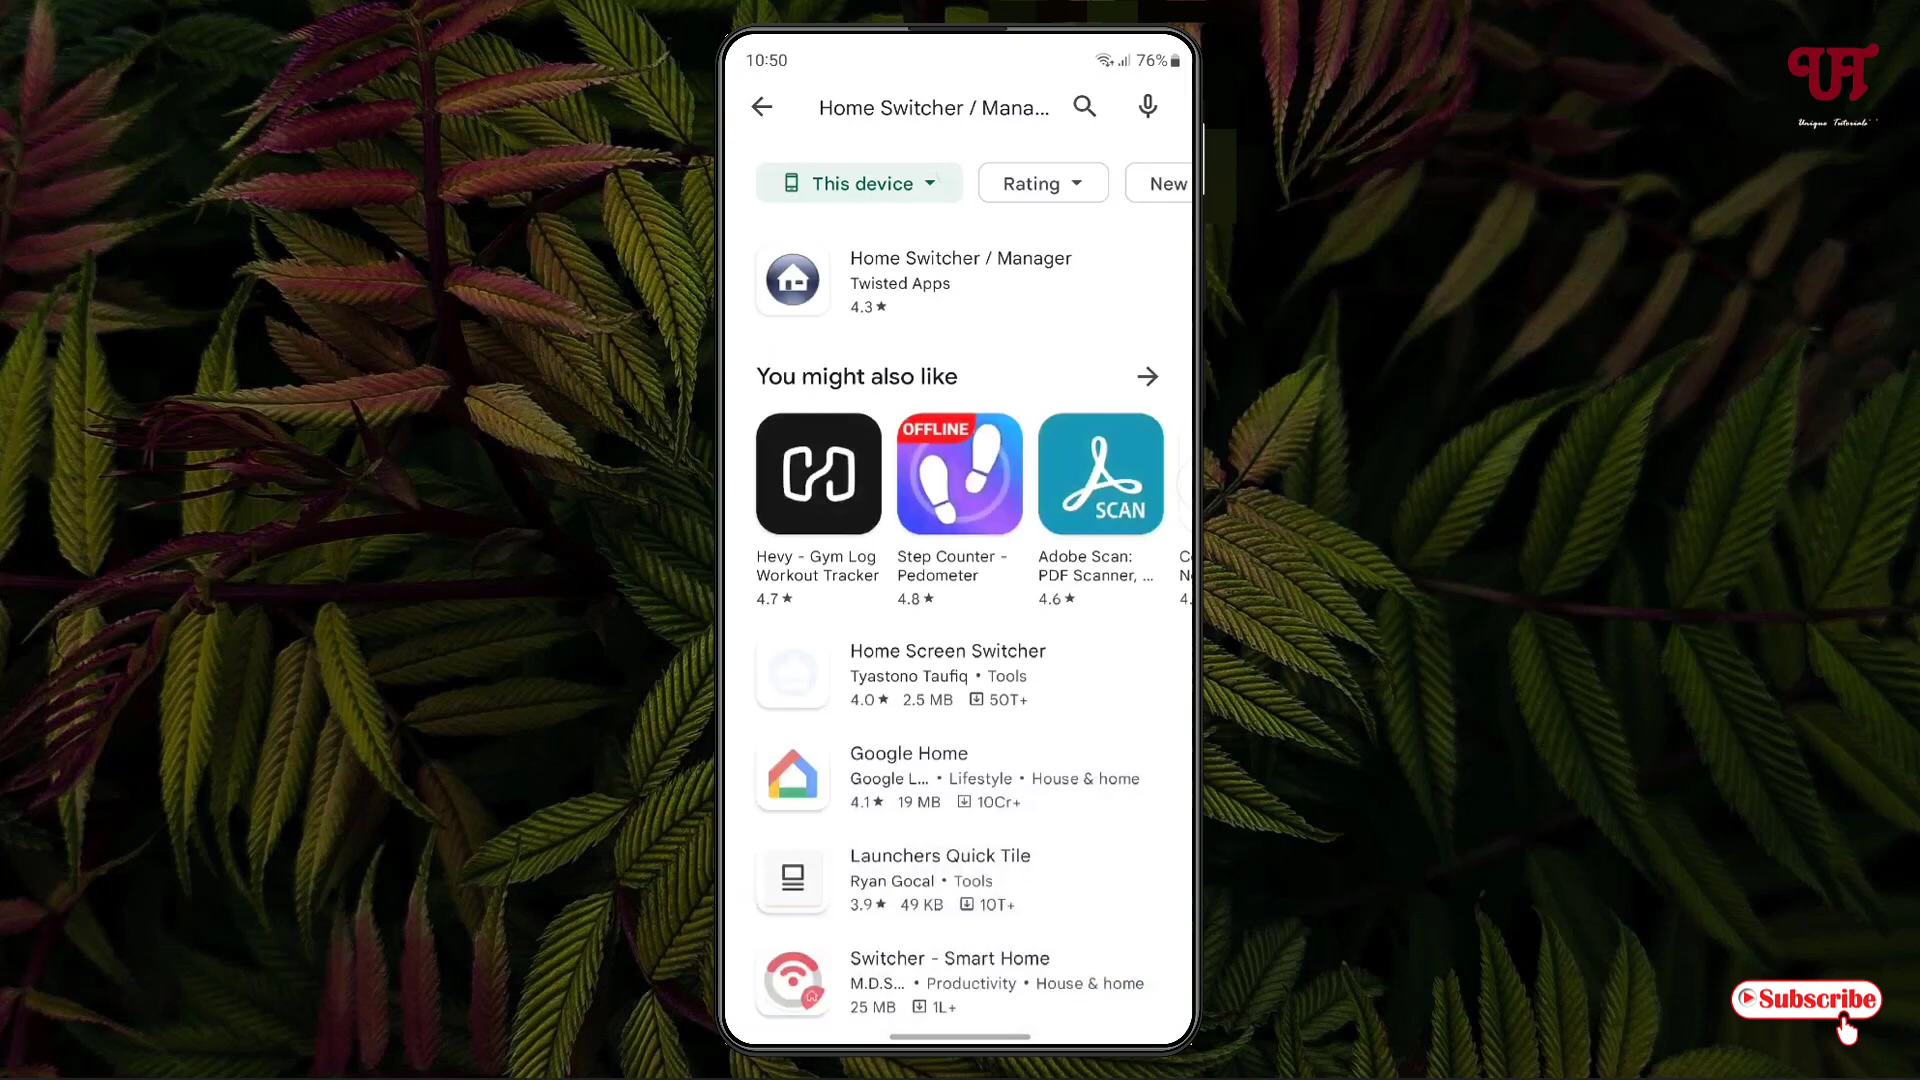 10:50
76%
Home Switcher / Mana...
This device
Rating
New
Home Switcher / Manager
Twisted Apps
4.3★
You might also like
OFFLINE
SCAN
Hevy - Gym Log
Workout Tracker
4.7★
Step Counter -
Pedometer
4.8★
Adobe Scan:
PDF Scanner, ...
4.6★
4.
Home Screen Switcher
Tyastono Taufiq • Tools
4.0★ 2.5 MB 50T+
Google Home
Google L... • Lifestyle • House & home
4.1★ 19 MB 10Cr+
Launchers Quick Tile
Ryan Gocal • Tools
3.9★ 49 KB 10T+
Switcher - Smart Home
M.D.S... • Productivity • House & home
25 MB 1L+
UT
Unique Tutorials
Subscribe